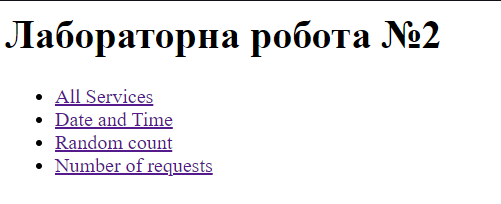 Лабораторна робота №2
All Services
Date and Time
Random count
Number of requests